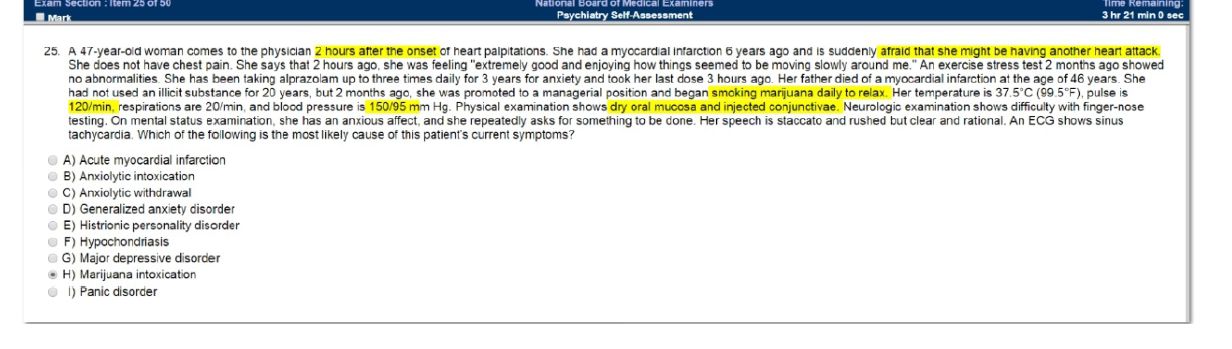 Exam Section : Item 25 of 50
National Board of Medical Examiners
Time Remaining:
Mark
Psychiatry Self-Assessment
3 hr 21 min 0 sec
25. A 47-year-old woman comes to the physician 2 hours after the onset of heart palpitations. She had a myocardial infarction 6 years ago and is suddenly afraid that she might be having another heart attack.
She does not have chest pain. She says that 2 hours ago, she was feeling "extremely good and enjoying how things seemed to be moving slowly around me." An exercise stress test 2 months ago showed
no abnormalities. She has been taking alprazolam up to three times daily for 3 years for anxiety and took her last dose 3 hours ago. Her father died of a myocardial infarction at the age of 46 years. She
had not used an illicit substance for 20 years, but 2 months ago, she was promoted to a managerial position and began smoking marijuana daily to relax. Her temperature is 37.5°C (99.5°F), pulse is
120/min, respirations are 20/min, and blood pressure is 150/95 mm Hg. Physical examination shows dry oral mucosa and injected conjunctivae. Neurologic examination shows difficulty with finger-nose
testing. On mental status examination, she has an anxious affect, and she repeatedly asks for something to be done. Her speech is staccato and rushed but clear and rational. An ECG shows sinus
tachycardia. Which of the following is the most likely cause of this patient's current symptoms?
A) Acute myocardial infarction
B) Anxiolytic intoxication
C) Anxiolytic withdrawal
D) Generalized anxiety disorder
E) Histrionic personality disorder
F) Hypochondriasis
G) Major depressive disorder
H) Marijuana intoxication
I) Panic disorder